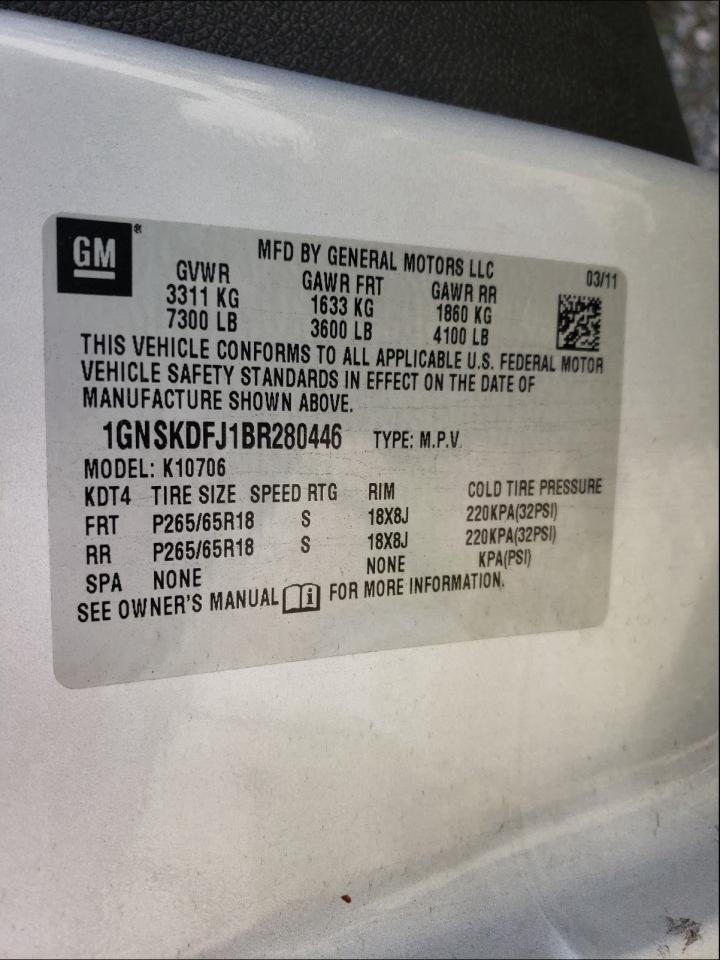 GM®
MFD BY GENERAL MOTORS LLC 03/11
GVWR GAWR FRT GAWR RR
3311 KG 1633 KG 1860 KG
7300 LB 3600 LB 4100 LB
THIS VEHICLE CONFORMS TO ALL APPLICABLE U.S. FEDERAL MOTOR
VEHICLE SAFETY STANDARDS IN EFFECT ON THE DATE OF
MANUFACTURE SHOWN ABOVE.
1GNSKDFJ1BR280446 TYPE: M.P.V
MODEL: K10706
KDT4 TIRE SIZE SPEED RTG RIM COLD TIRE PRESSURE
FRT P265/65R18 S 18X8J 220KPA(32PSI)
RR P265/65R18 S 18X8J 220KPA(32PSI)
SPA NONE NONE KPA(PSI)
SEE OWNER'S MANUAL i FOR MORE INFORMATION.